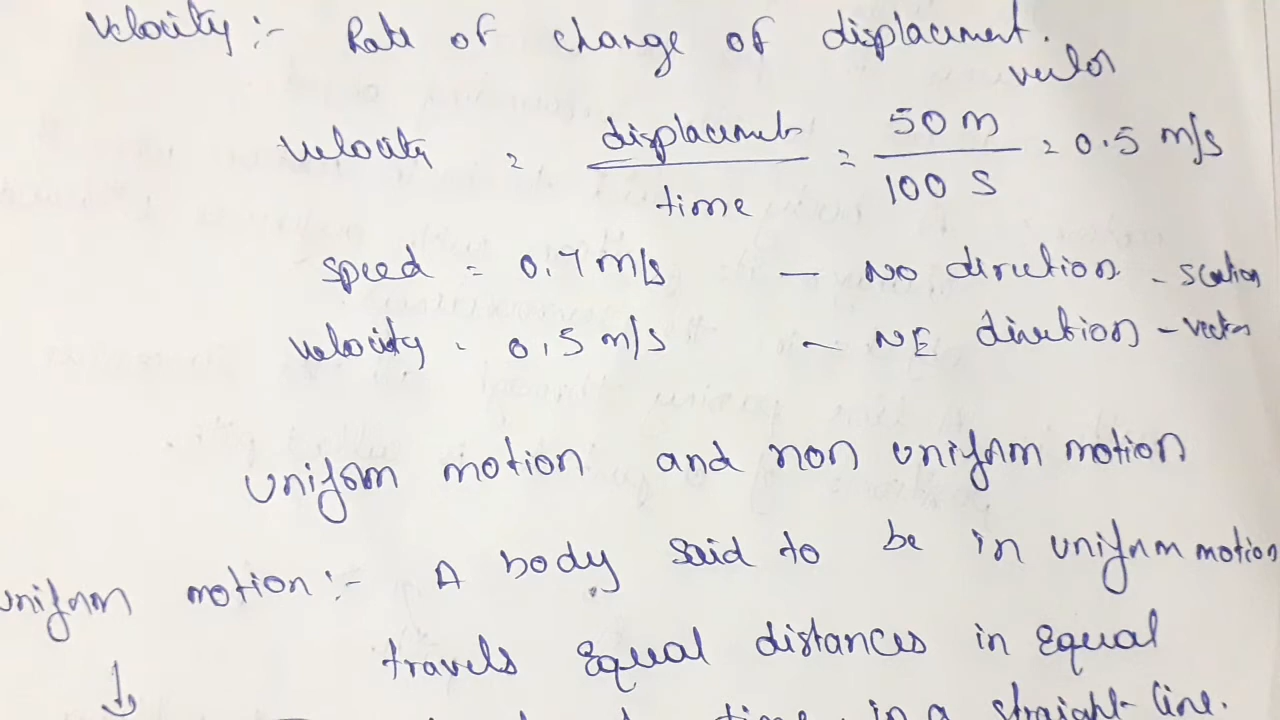 Velocity :- Rate of change of displacement.
vector
velocity = displacement / time = 50 m / 100 s = 0.5 m/s
speed = 0.7 m/s — No direction - scalar
velocity = 0.5 m/s — NE direction - vector
uniform motion and non uniform motion
uniform motion :- A body said to be in uniform motion
travels equal distances in equal
time in a straight line.